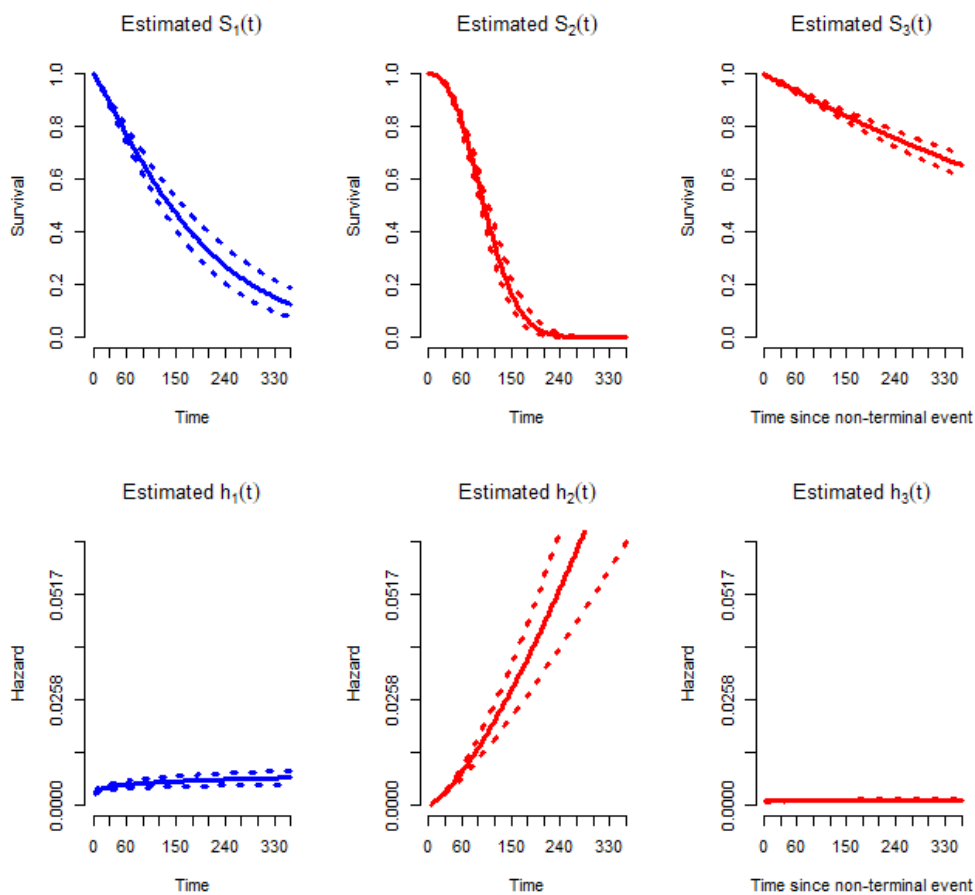 Estimated S₁(t)
Survival
0.0 0.2 0.4 0.6 0.8 1.0
0 60 150 240 330
Time
Estimated S₂(t)
Survival
0.0 0.2 0.4 0.6 0.8 1.0
0 60 150 240 330
Time
Estimated S₃(t)
Survival
0.0 0.2 0.4 0.6 0.8 1.0
0 60 150 240 330
Time since non-terminal event
Estimated h₁(t)
Hazard
0.0000 0.0258 0.0517
0 60 150 240 330
Time
Estimated h₂(t)
Hazard
0.0000 0.0258 0.0517
0 60 150 240 330
Time
Estimated h₃(t)
Hazard
0.0000 0.0258 0.0517
0 60 150 240 330
Time since non-terminal event